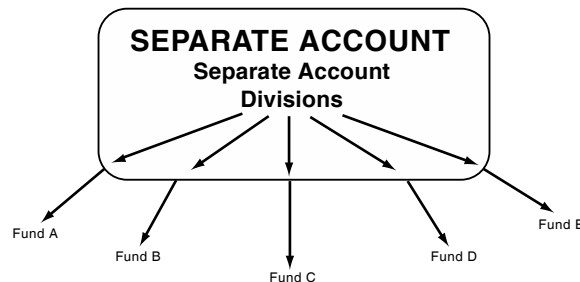 SEPARATE ACCOUNT
Separate Account
Divisions
Fund A
Fund B
Fund C
Fund D
Fund E